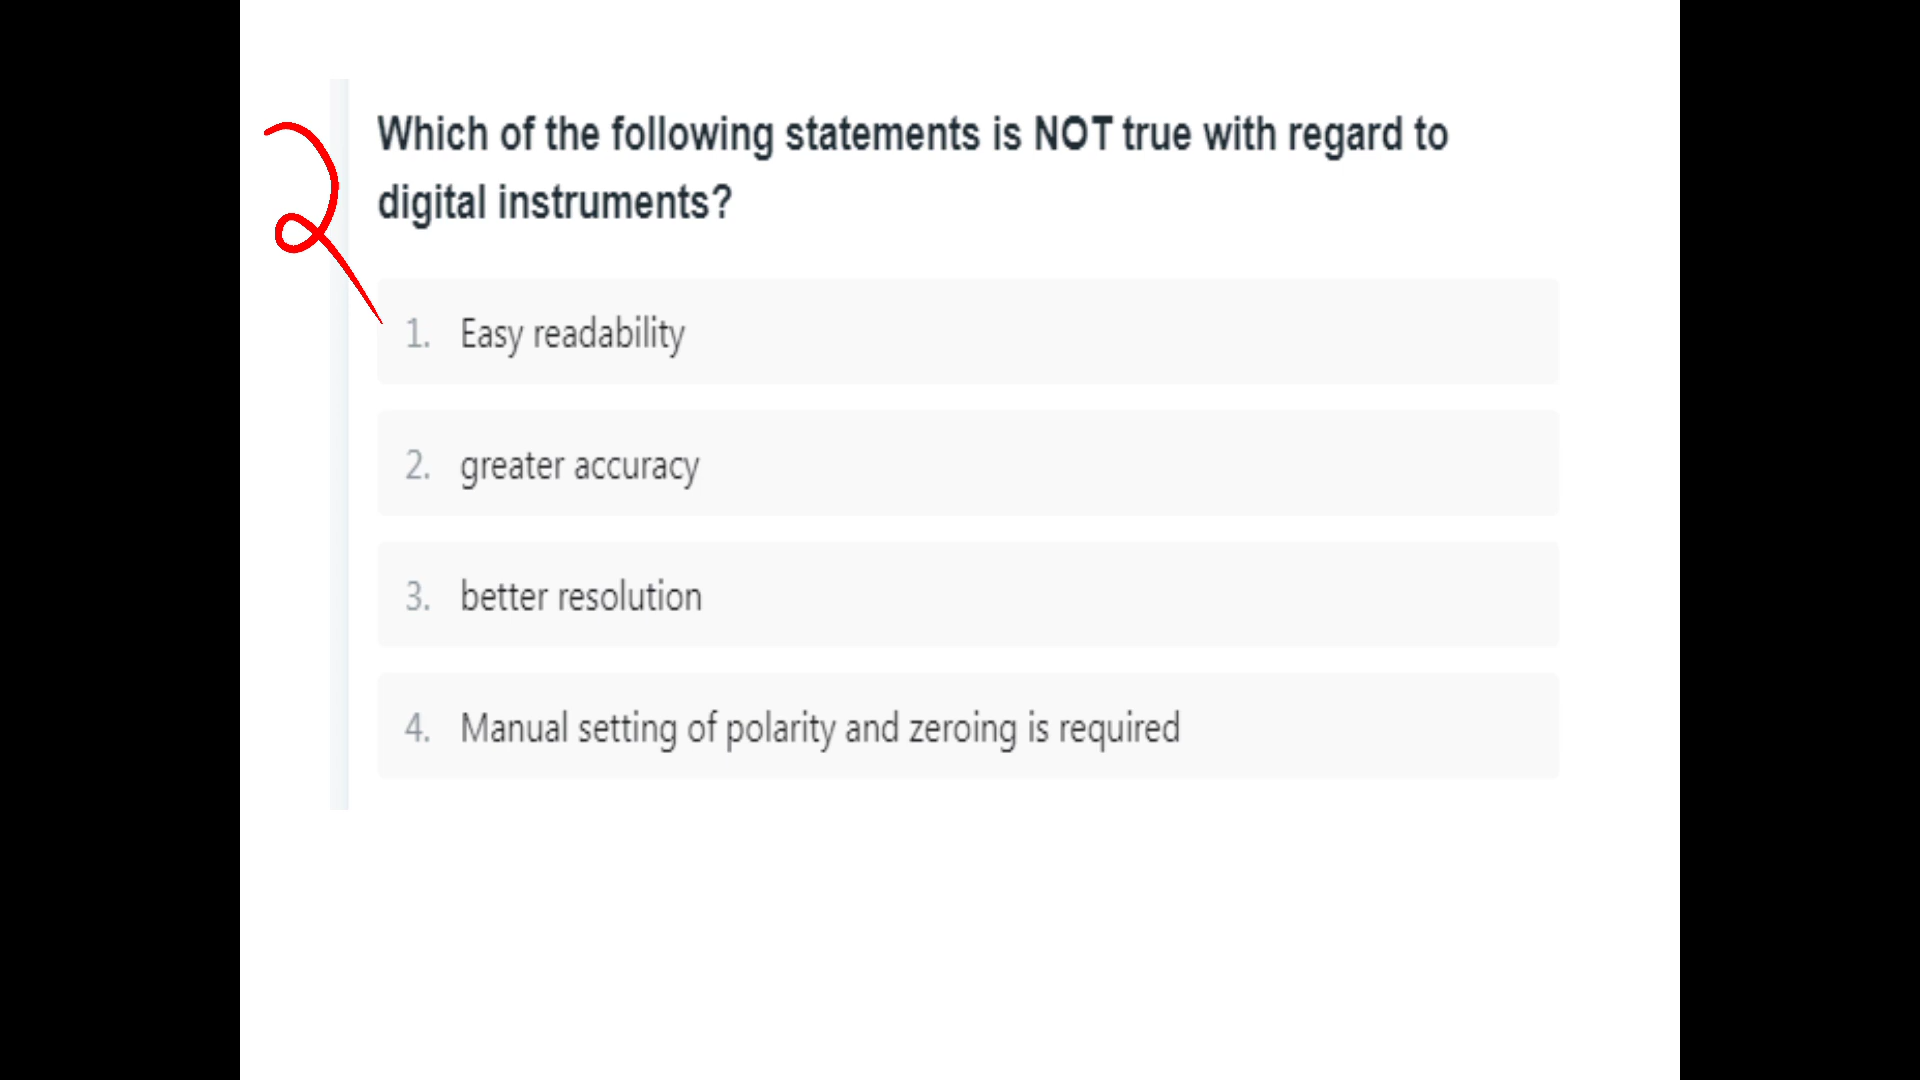 Which of the following statements is NOT true with regard to
digital instruments?
1. Easy readability
2. greater accuracy
3. better resolution
4. Manual setting of polarity and zeroing is required